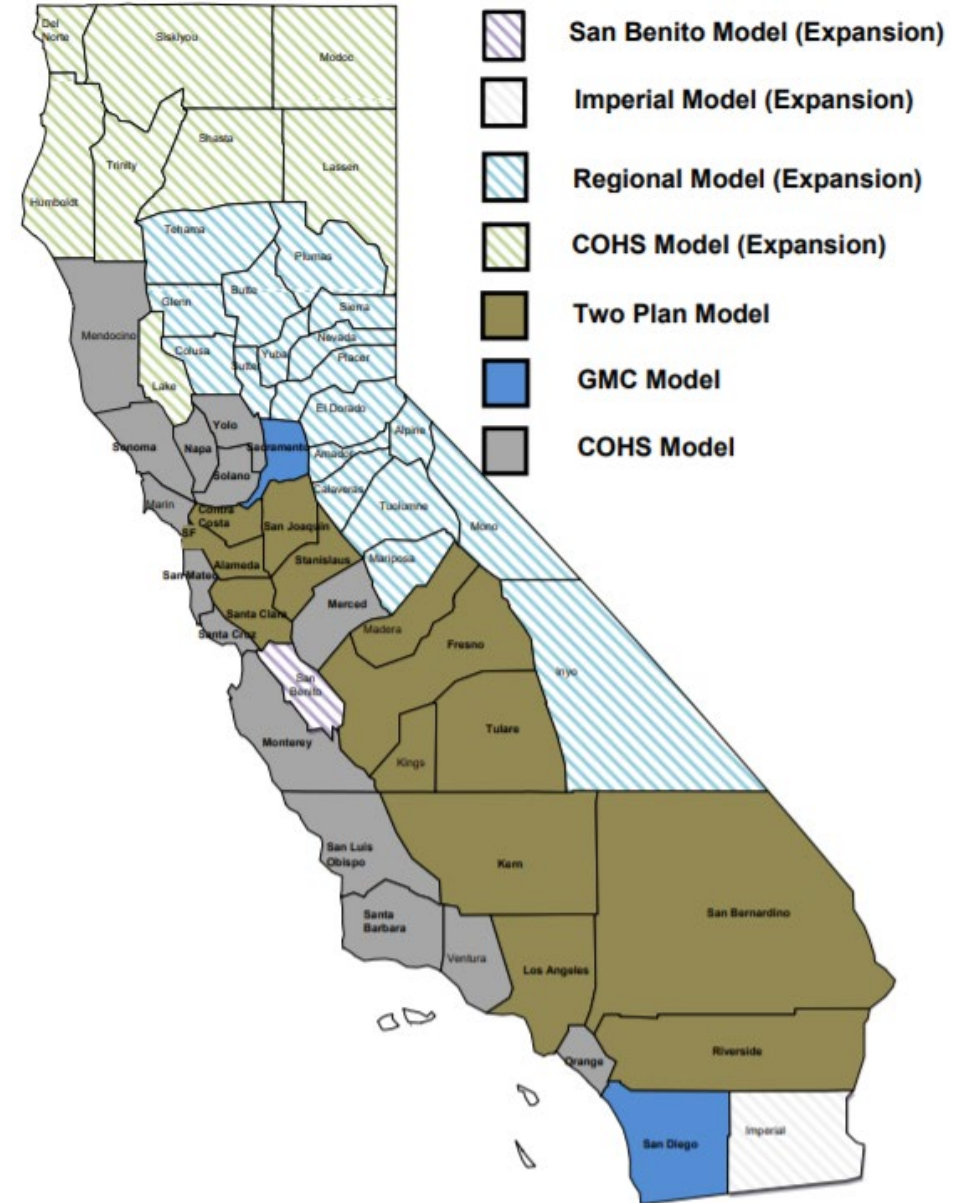 Del
Norte
Siskiyou
Modoc
Humboldt
Trinity
Shasta
Lassen
Tehama
Plumas
Butte
Glenn
Sierra
Mendocino
Colusa
Nevada
Yuba
Placer
Sutter
Lake
El Dorado
Yolo
Sonoma
Napa
Sacramento
Alpine
Solano
Amador
Calaveras
Marin
Contra
Costa
Tuolumne
SF
San Joaquin
Mono
Stanislaus
Mariposa
Alameda
San Mateo
Merced
Santa Clara
Madera
Santa Cruz
Fresno
San
Benito
Inyo
Tulare
Monterey
Kings
San Luis
Obispo
Kern
Santa
Barbara
San Bernardino
Ventura
Los Angeles
Riverside
Orange
Imperial
San Diego
San Benito Model (Expansion)
Imperial Model (Expansion)
Regional Model (Expansion)
COHS Model (Expansion)
Two Plan Model
GMC Model
COHS Model